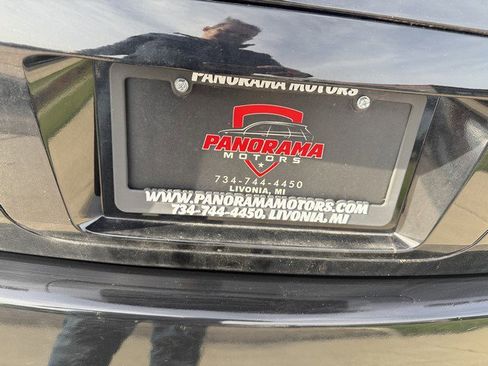 PANORAMA MOTORS
PANORAMA
MOTORS
734-744-4450
LIVONIA, MI
WWW.PANORAMAMOTORS.COM
734-744-4450, LIVONIA, MI